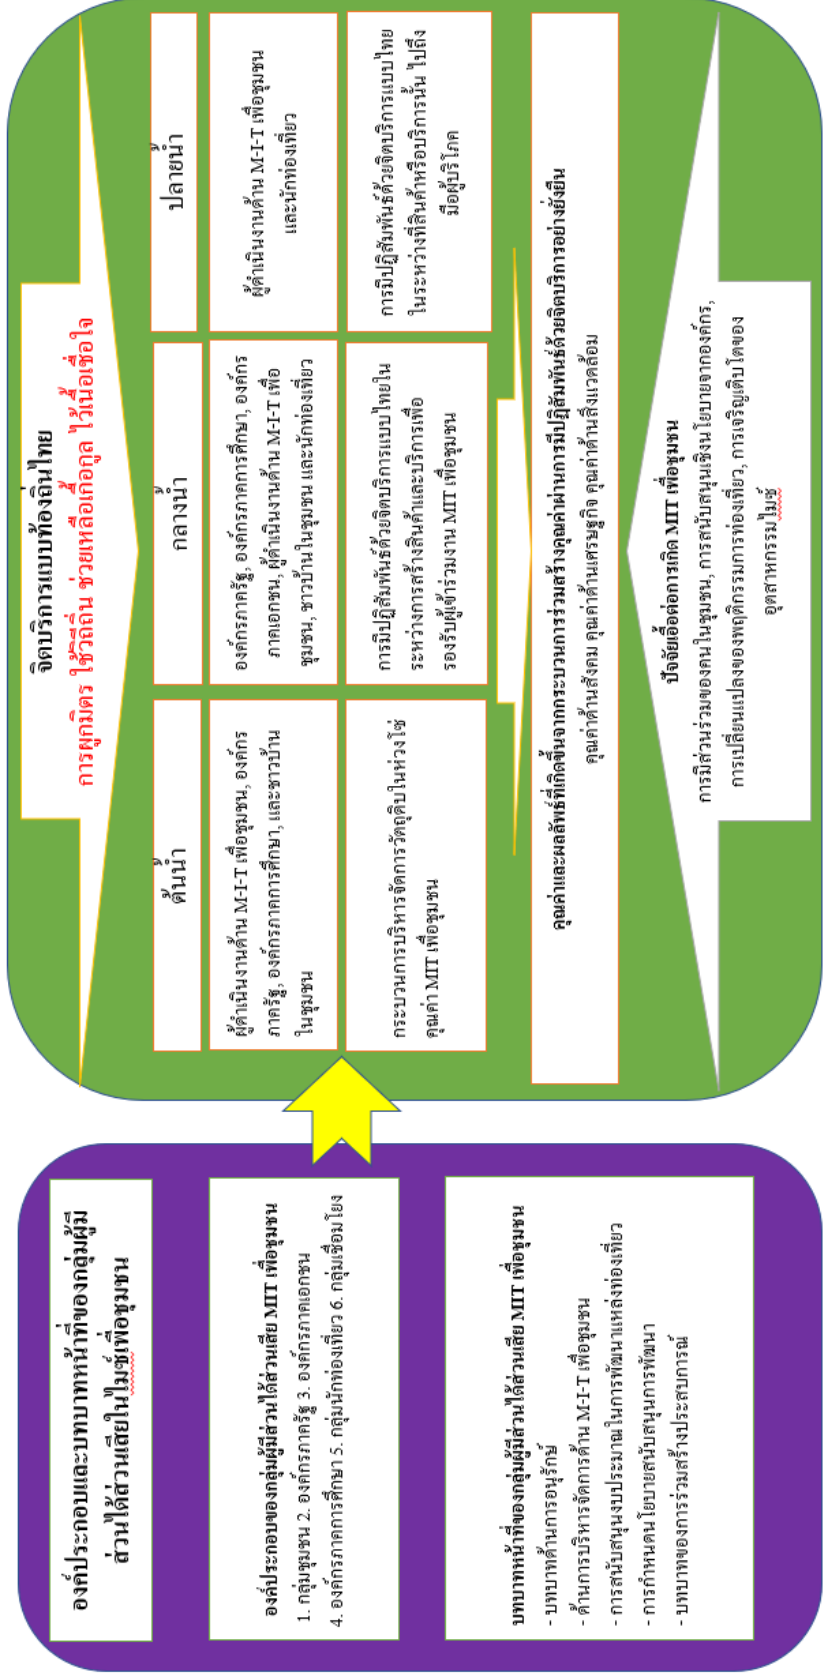 องค์ประกอบและบทบาทหน้าที่ของกลุ่มผู้มี
ส่วนได้ส่วนเสียในไมซ์เพื่อชุมชน
องค์ประกอบของกลุ่มผู้มีส่วนได้ส่วนเสีย MIT เพื่อชุมชน
1. กลุ่มชุมชน 2. องค์กรภาครัฐ 3. องค์กรภาคเอกชน
4. องค์กรภาคการศึกษา 5. กลุ่มนักท่องเที่ยว 6. กลุ่มเชื่อมโยง
บทบาทหน้าที่ของกลุ่มผู้มีส่วนได้ส่วนเสีย MIT เพื่อชุมชน
- บทบาทด้านการอนุรักษ์
- ด้านการบริหารจัดการด้าน M-I-T เพื่อชุมชน
- การสนับสนุนงบประมาณในการพัฒนาแหล่งท่องเที่ยว
- การกำหนดนโยบายสนับสนุนการพัฒนา
- บทบาทของการร่วมสร้างประสบการณ์
จิตบริการแบบท้องถิ่นไทย
การผูกมิตร ใช้วิถีถิ่น ช่วยเหลือเกื้อกูล ไว้เนื้อเชื่อใจ
ต้นน้ำ
ผู้ดำเนินงานด้าน M-I-T เพื่อชุมชน, องค์กร
ภาครัฐ, องค์กรภาคการศึกษา, และชาวบ้าน
ในชุมชน
กระบวนการบริหารจัดการวัตถุดิบในห่วงโซ่
คุณค่า MIT เพื่อชุมชน
กลางน้ำ
องค์กรภาครัฐ, องค์กรภาคการศึกษา, องค์กร
ภาคเอกชน, ผู้ดำเนินงานด้าน M-I-T เพื่อ
ชุมชน, ชาวบ้านในชุมชน และนักท่องเที่ยว
การมีปฏิสัมพันธ์ด้วยจิตบริการแบบไทยใน
ระหว่างการสร้างสินค้าและบริการเพื่อ
รองรับผู้เข้าร่วมงาน MIT เพื่อชุมชน
ปลายน้ำ
ผู้ดำเนินงานด้าน M-I-T เพื่อชุมชน
และนักท่องเที่ยว
การมีปฏิสัมพันธ์ด้วยจิตบริการแบบไทย
ในระหว่างที่สินค้าหรือบริการนั้น ไปถึง
มือผู้บริโภค
คุณค่าและผลลัพธ์ที่เกิดขึ้นจากกระบวนการร่วมสร้างคุณค่าผ่านการมีปฏิสัมพันธ์ด้วยจิตบริการอย่างยั่งยืน
คุณค่าด้านสังคม คุณค่าด้านเศรษฐกิจ คุณค่าด้านสิ่งแวดล้อม
ปัจจัยเอื้อต่อการเกิด MIT เพื่อชุมชน
การมีส่วนร่วมของคนในชุมชน, การสนับสนุนเชิงนโยบายจากองค์กร,
การเปลี่ยนแปลงของพฤติกรรมการท่องเที่ยว, การเจริญเติบโตของ
อุตสาหกรรมไมซ์